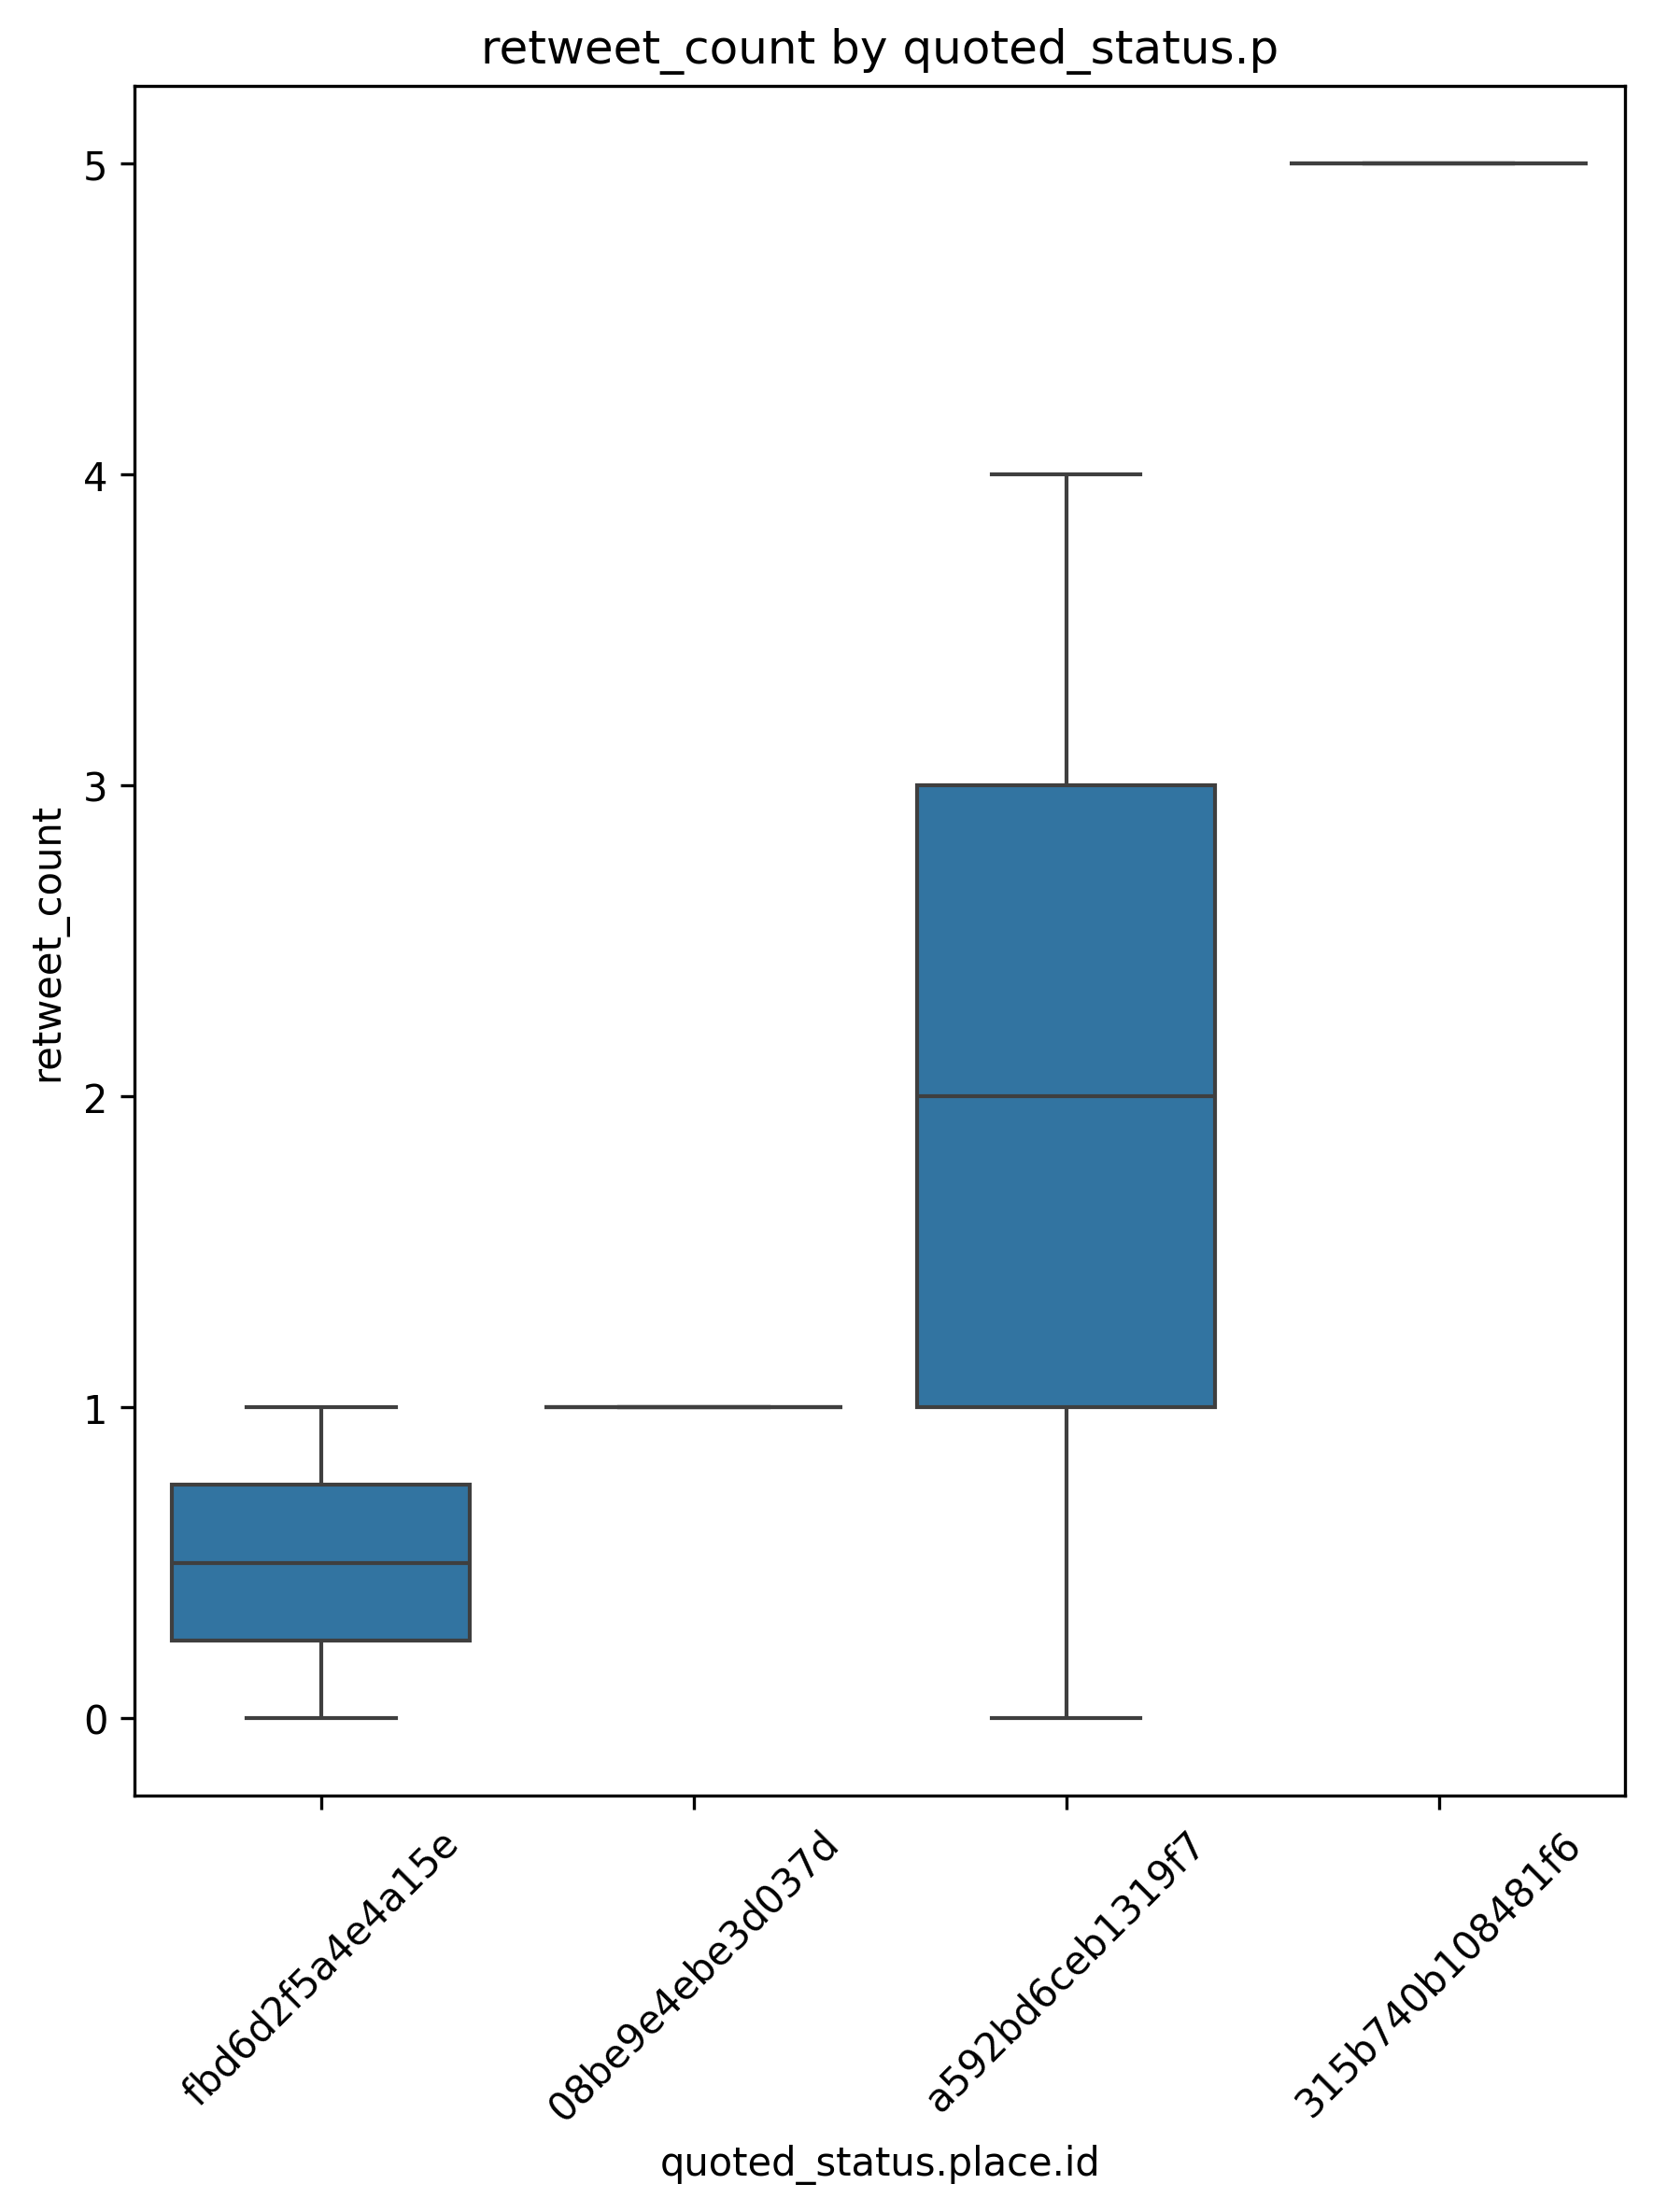 retweet_count by quoted_status.p
retweet_count
5
4
3
2
1
0
fbd6d2f5a4e4a15e
08be9e4ebe3d037d
a592bd6ceb1319f7
315b740b108481f6
quoted_status.place.id